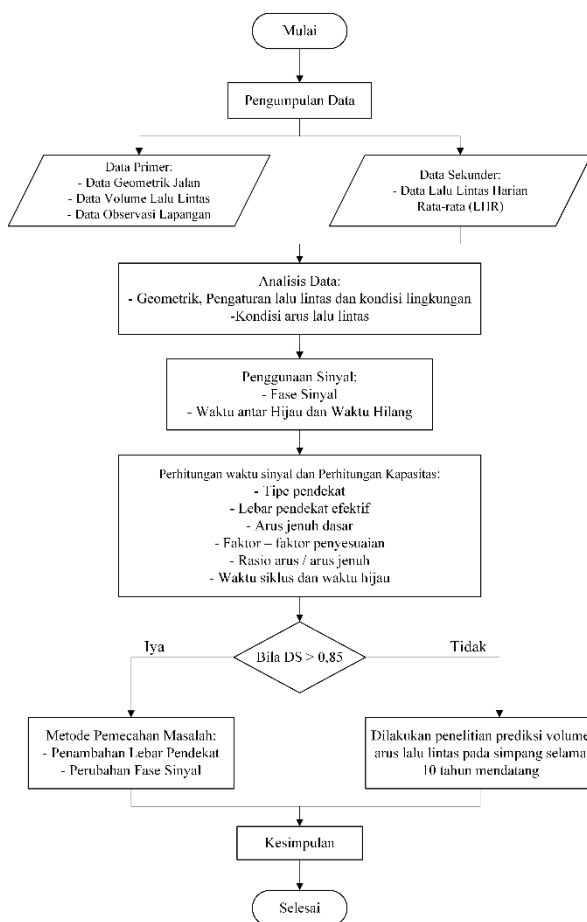 Mulai
Pengumpulan Data
Data Primer:
- Data Geometrik Jalan
- Data Volume Lalu Lintas
- Data Observasi Lapangan
Data Sekunder:
- Data Lalu Lintas Harian
Rata-rata (LHR)
Analisis Data:
- Geometrik, Pengaturan lalu lintas dan kondisi lingkungan
-Kondisi arus lalu lintas
Penggunaan Sinyal:
- Fase Sinyal
- Waktu antar Hijau dan Waktu Hilang
Perhitungan waktu sinyal dan Perhitungan Kapasitas:
- Tipe pendekat
- Lebar pendekat efektif
- Arus jenuh dasar
- Faktor – faktor penyesuaian
- Rasio arus / arus jenuh
- Waktu siklus dan waktu hijau
Iya
Bila DS > 0,85
Tidak
Metode Pemecahan Masalah:
- Penambahan Lebar Pendekat
- Perubahan Fase Sinyal
Dilakukan penelitian prediksi volume
arus lalu lintas pada simpang selama
10 tahun mendatang
Kesimpulan
Selesai